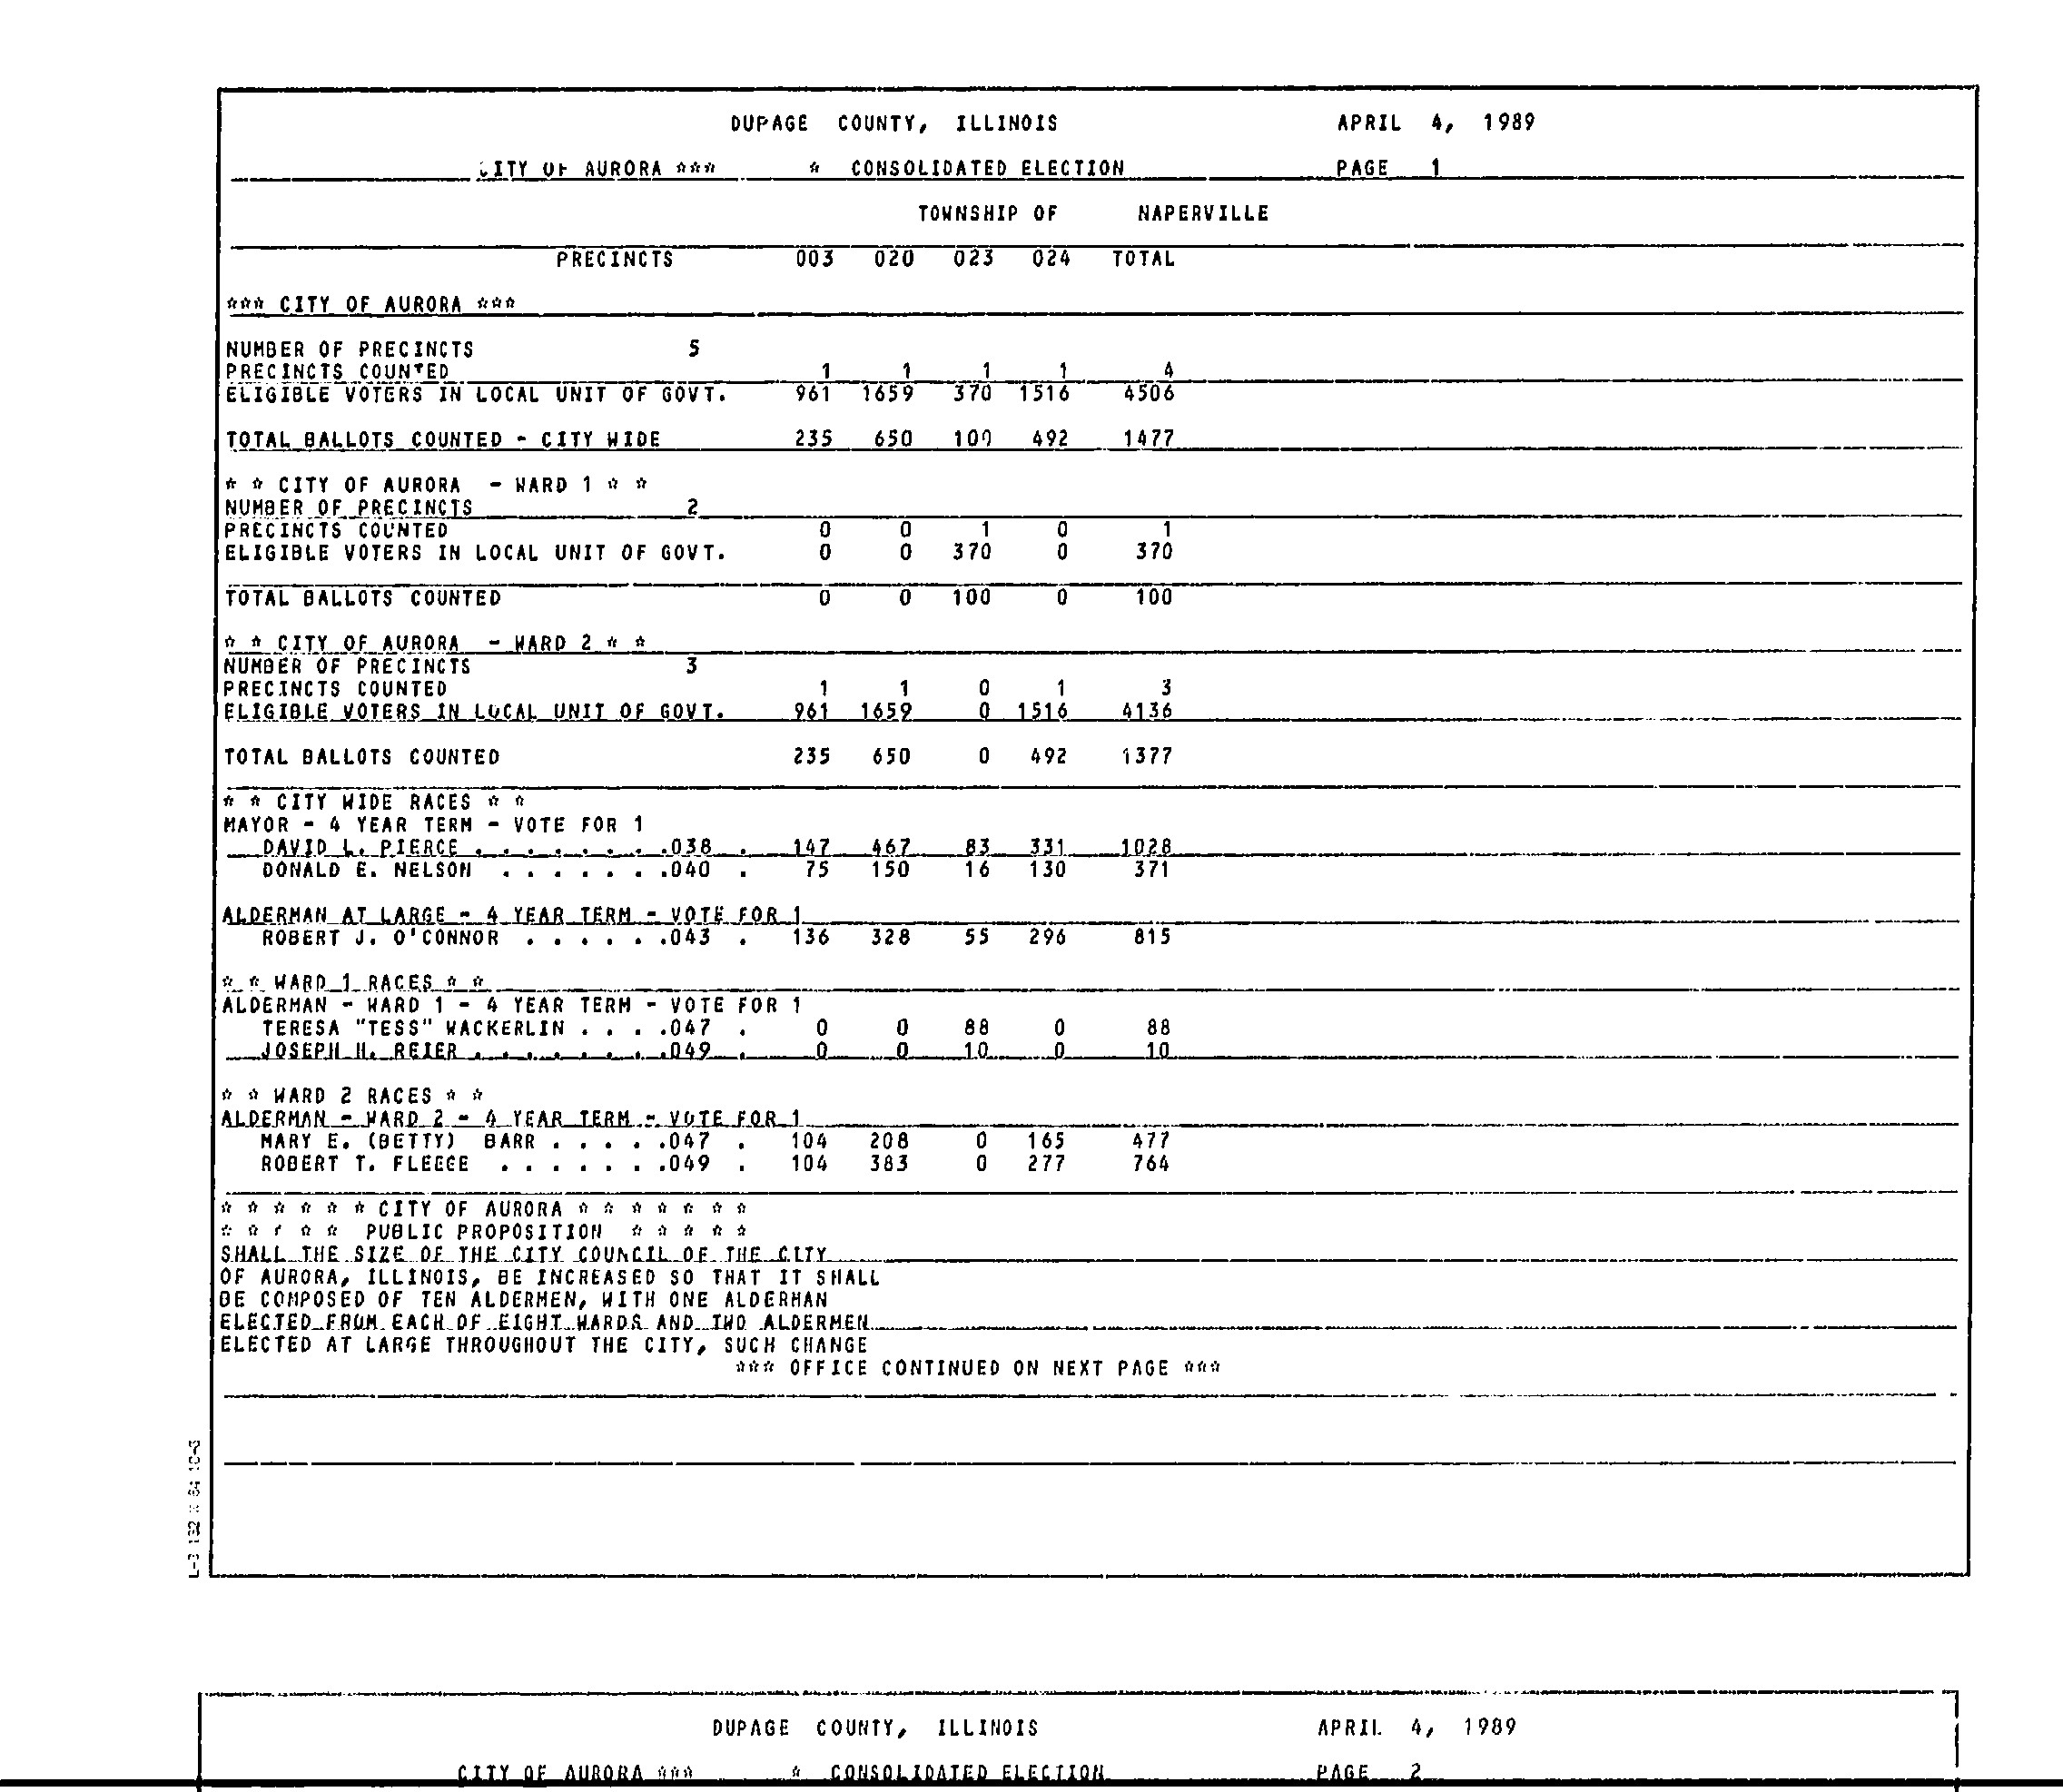 DUPAGE COUNTY, ILLINOIS APRIL 4, 1989
CITY OF AURORA *** * CONSOLIDATED ELECTION PAGE 1
TOWNSHIP OF NAPERVILLE
PRECINCTS 003 020 023 024 TOTAL
*** CITY OF AURORA ***
NUMBER OF PRECINCTS 5
PRECINCTS COUNTED 1 1 1 1 4
ELIGIBLE VOTERS IN LOCAL UNIT OF GOVT. 961 1659 370 1516 4506
TOTAL BALLOTS COUNTED - CITY WIDE 235 650 100 492 1477
* * CITY OF AURORA - WARD 1 * *
NUMBER OF PRECINCTS 2
PRECINCTS COUNTED 0 0 1 0 1
ELIGIBLE VOTERS IN LOCAL UNIT OF GOVT. 0 0 370 0 370
TOTAL BALLOTS COUNTED 0 0 100 0 100
* * CITY OF AURORA - WARD 2 * *
NUMBER OF PRECINCTS 3
PRECINCTS COUNTED 1 1 0 1 3
ELIGIBLE VOTERS IN LOCAL UNIT OF GOVT. 961 1659 0 1516 4136
TOTAL BALLOTS COUNTED 235 650 0 492 1377
* * CITY WIDE RACES * *
MAYOR - 4 YEAR TERM - VOTE FOR 1
DAVID L. PIERCE . . . . . . . .038 . 147 467 83 331 1028
DONALD E. NELSON . . . . . . .040 . 75 150 16 130 371
ALDERMAN AT LARGE - 4 YEAR TERM - VOTE FOR 1
ROBERT J. O'CONNOR . . . . . .043 . 136 328 55 296 815
* * WARD 1 RACES * *
ALDERMAN - WARD 1 - 4 YEAR TERM - VOTE FOR 1
TERESA "TESS" WACKERLIN . . . .047 . 0 0 88 0 88
JOSEPH H. REIER . . . . . . . .049 . 0 0 10 0 10
* * WARD 2 RACES * *
ALDERMAN - WARD 2 - 4 YEAR TERM - VOTE FOR 1
MARY E. (BETTY) BARR . . . . .047 . 104 208 0 165 477
ROBERT T. FLEEGE . . . . . . .049 . 104 383 0 277 764
* * * * * * CITY OF AURORA * * * * * * *
* * * * * PUBLIC PROPOSITION * * * * *
SHALL THE SIZE OF THE CITY COUNCIL OF THE CITY
OF AURORA, ILLINOIS, BE INCREASED SO THAT IT SHALL
BE COMPOSED OF TEN ALDERMEN, WITH ONE ALDERMAN
ELECTED FROM EACH OF EIGHT WARDS AND TWO ALDERMEN
ELECTED AT LARGE THROUGHOUT THE CITY, SUCH CHANGE
*** OFFICE CONTINUED ON NEXT PAGE ***
DUPAGE COUNTY, ILLINOIS APRIL 4, 1989
CITY OF AURORA *** * CONSOLIDATED ELECTION PAGE 2